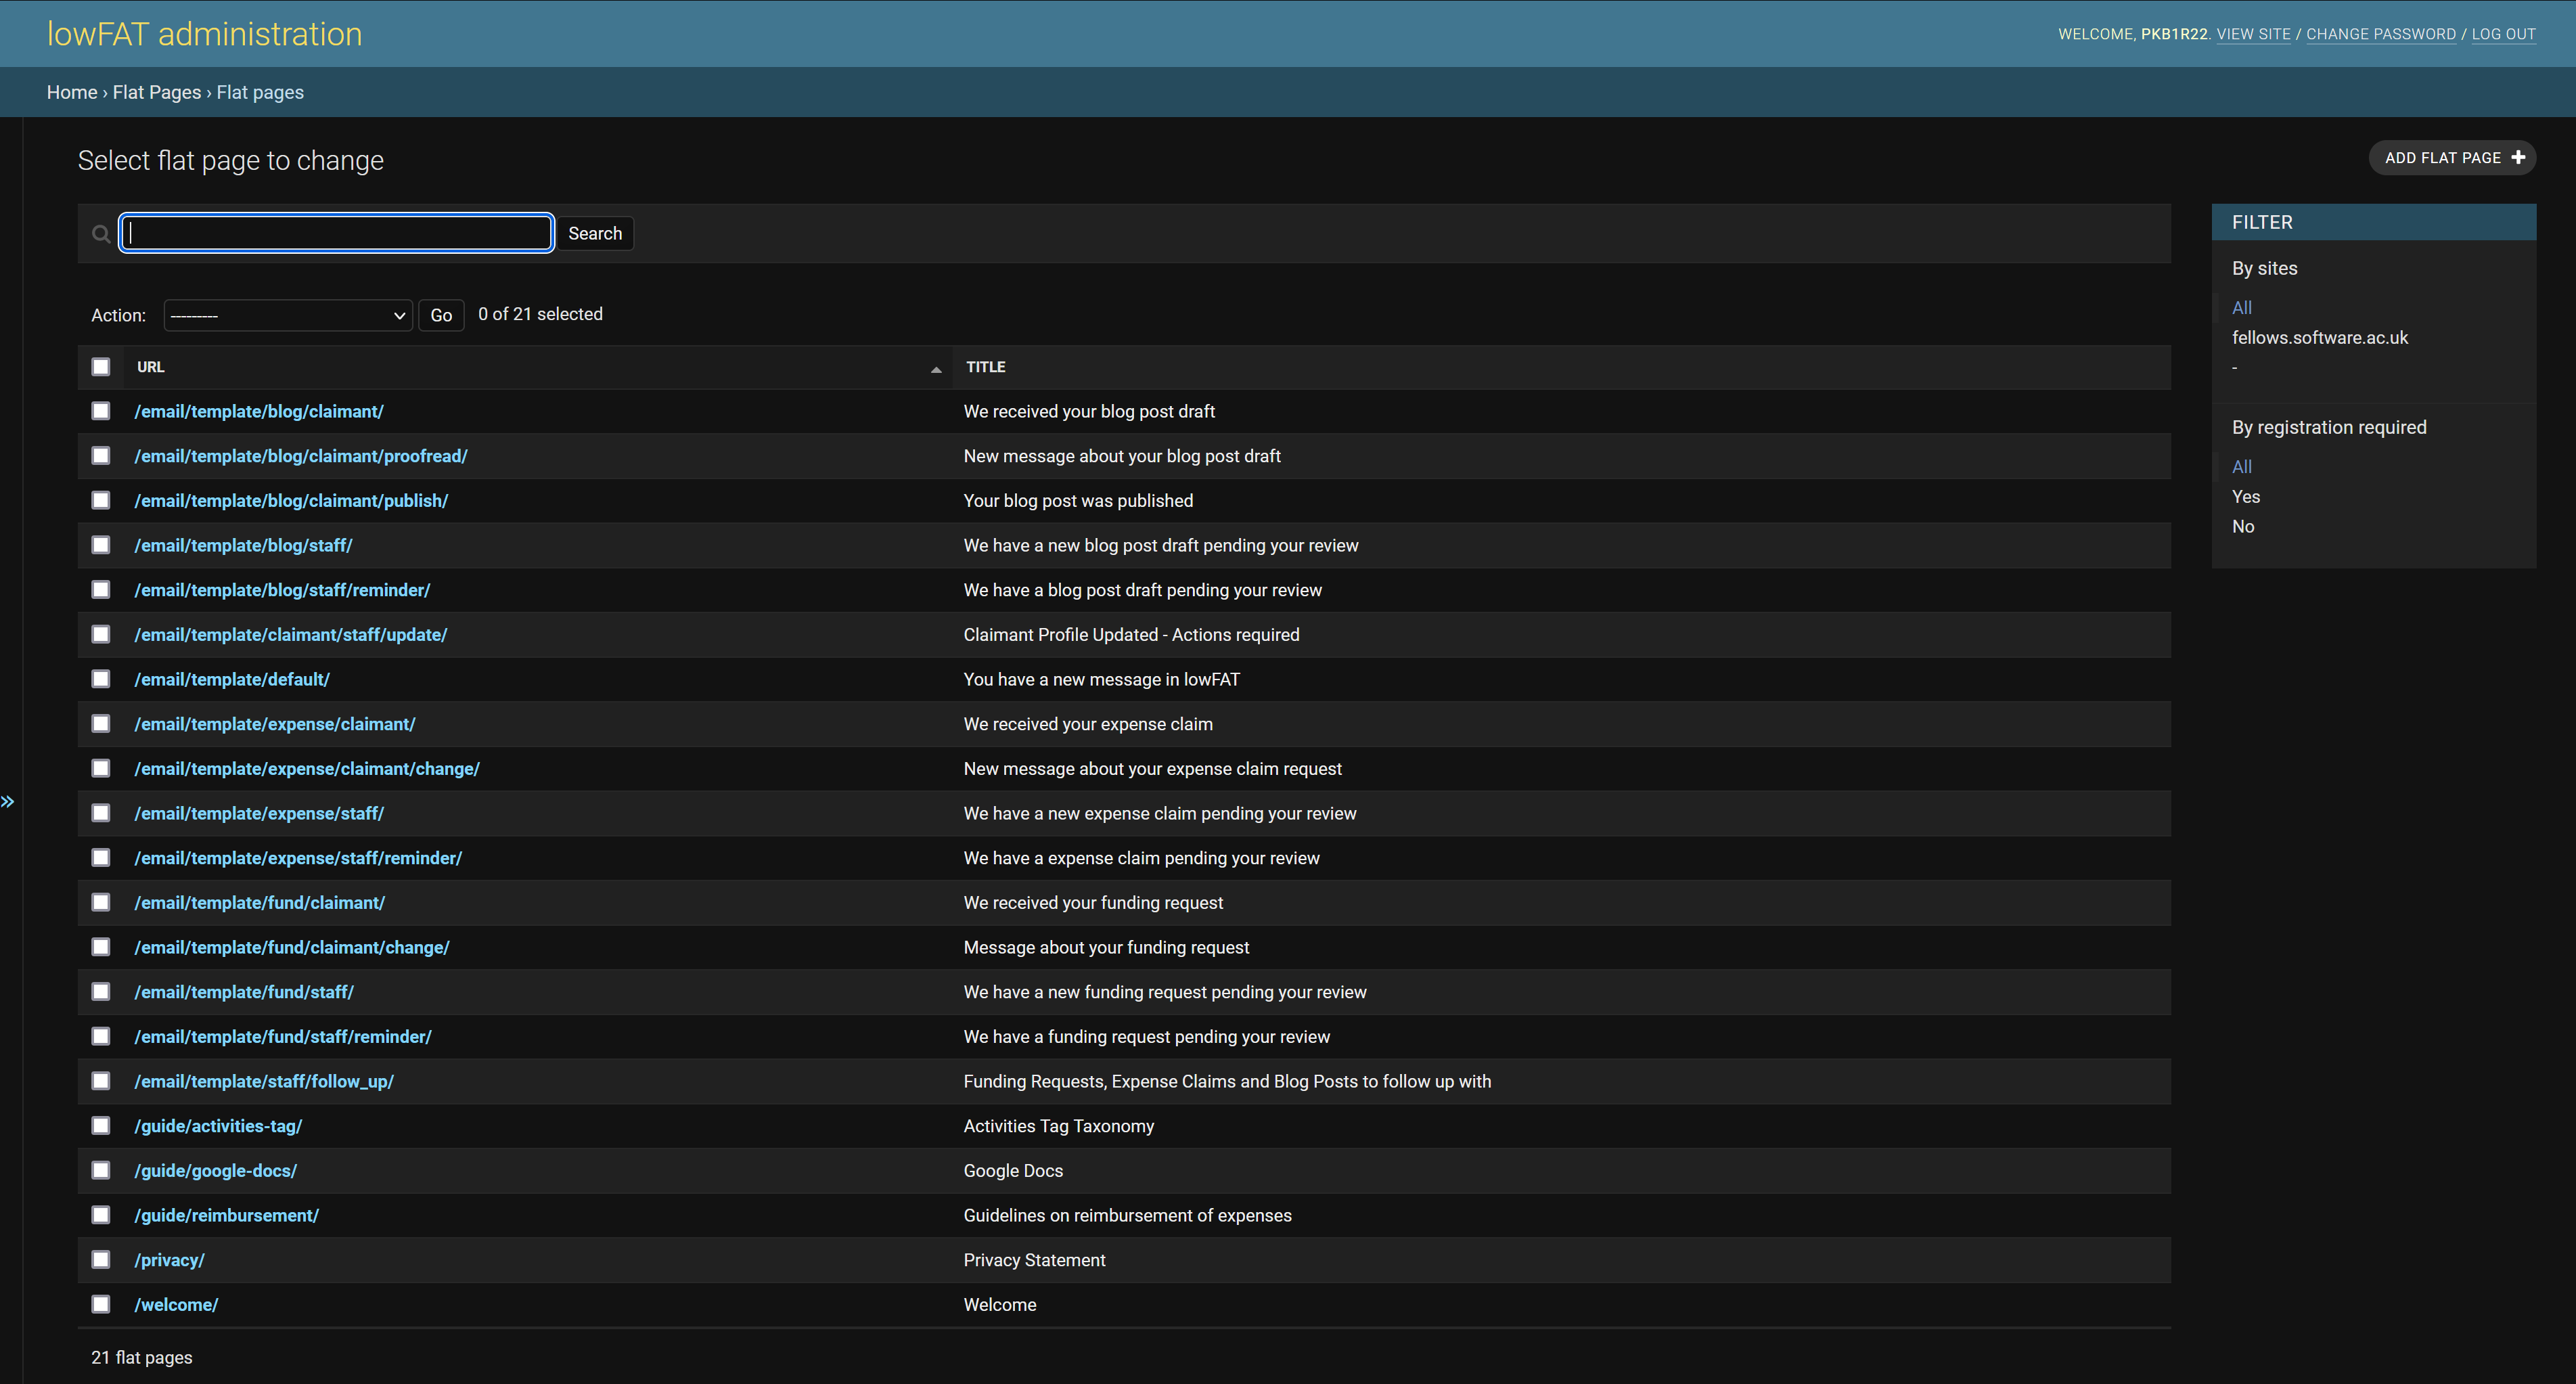 lowFAT administration
WELCOME, PKB1R22. VIEW SITE / CHANGE PASSWORD / LOG OUT
Home › Flat Pages › Flat pages
Select flat page to change
ADD FLAT PAGE
Search
Action: --------- Go 0 of 21 selected
URL TITLE
/email/template/blog/claimant/ We received your blog post draft
/email/template/blog/claimant/proofread/ New message about your blog post draft
/email/template/blog/claimant/publish/ Your blog post was published
/email/template/blog/staff/ We have a new blog post draft pending your review
/email/template/blog/staff/reminder/ We have a blog post draft pending your review
/email/template/claimant/staff/update/ Claimant Profile Updated - Actions required
/email/template/default/ You have a new message in lowFAT
/email/template/expense/claimant/ We received your expense claim
/email/template/expense/claimant/change/ New message about your expense claim request
/email/template/expense/staff/ We have a new expense claim pending your review
/email/template/expense/staff/reminder/ We have a expense claim pending your review
/email/template/fund/claimant/ We received your funding request
/email/template/fund/claimant/change/ Message about your funding request
/email/template/fund/staff/ We have a new funding request pending your review
/email/template/fund/staff/reminder/ We have a funding request pending your review
/email/template/staff/follow_up/ Funding Requests, Expense Claims and Blog Posts to follow up with
/guide/activities-tag/ Activities Tag Taxonomy
/guide/google-docs/ Google Docs
/guide/reimbursement/ Guidelines on reimbursement of expenses
/privacy/ Privacy Statement
/welcome/ Welcome
21 flat pages
FILTER
By sites
All
fellows.software.ac.uk
-
By registration required
All
Yes
No